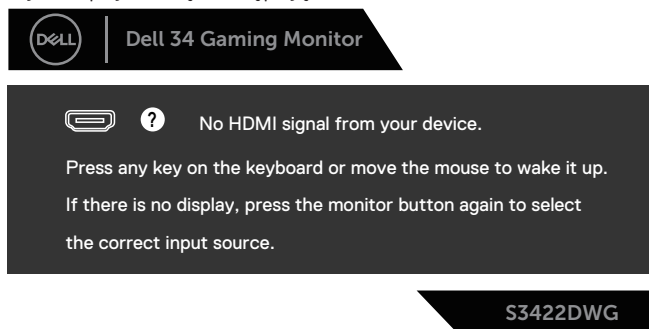 DELL
Dell 34 Gaming Monitor
? No HDMI signal from your device.
Press any key on the keyboard or move the mouse to wake it up.
If there is no display, press the monitor button again to select
the correct input source.
S3422DWG